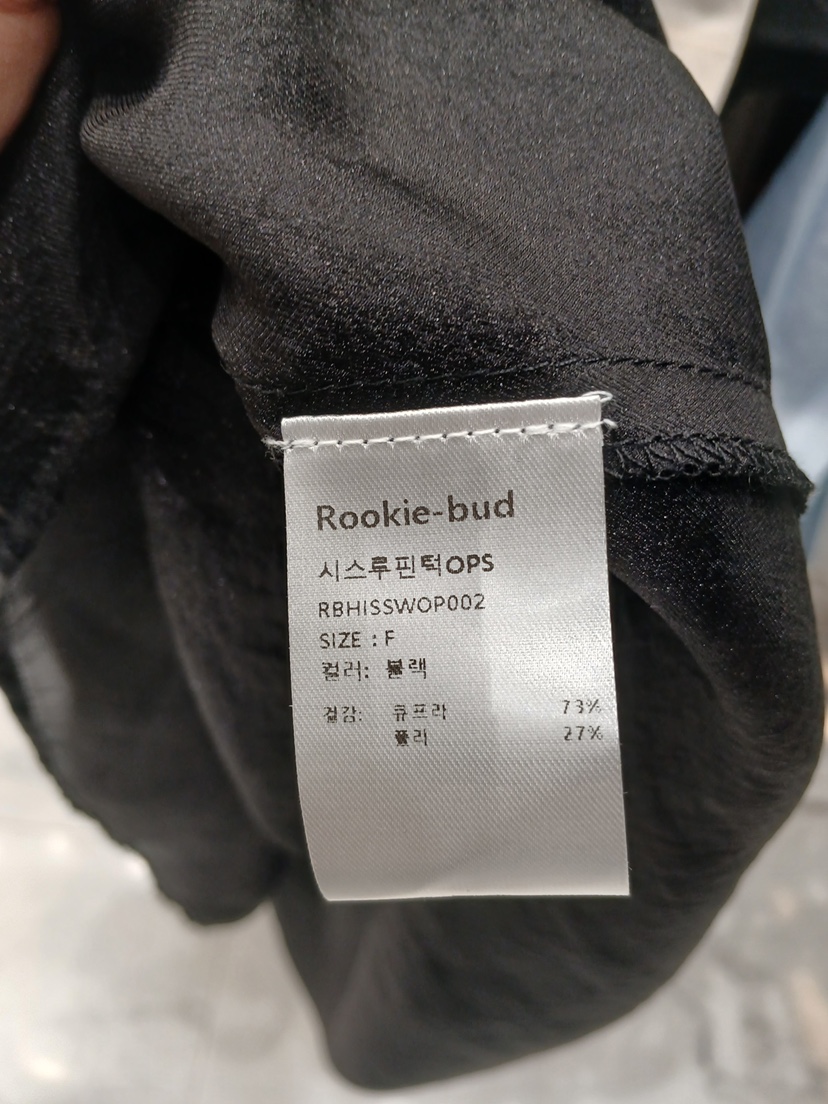 Rookie-bud
시스루핀턱OPS
RBHISSWOP002
SIZE : F
컬러: 블랙
겉감: 큐프라 73%
폴리 27%